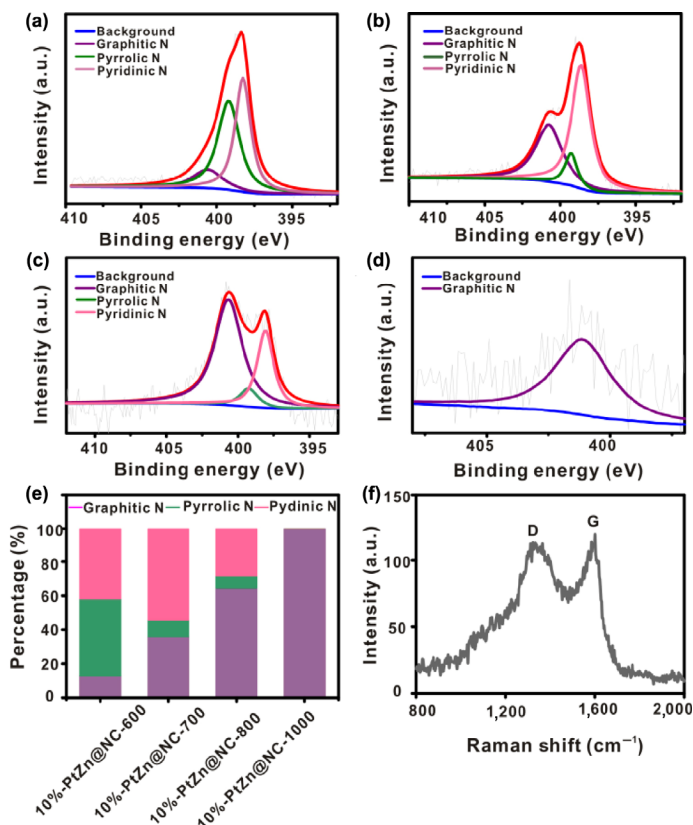 (a)
Background
Graphitic N
Pyrrolic N
Pyridinic N
Intensity (a.u.)
410 405 400 395
Binding energy (eV)
(b)
Background
Graphitic N
Pyrrolic N
Pyridinic N
Intensity (a.u.)
410 405 400 395
Binding energy (eV)
(c)
Background
Graphitic N
Pyrrolic N
Pyridinic N
Intensity (a.u.)
410 405 400 395
Binding energy (eV)
(d)
Background
Graphitic N
Intensity (a.u.)
405 400
Binding energy (eV)
(e)
Graphitic N Pyrrolic N Pydinic N
Percentage (%)
100
80
60
40
20
0
10%-PtZn@NC-600
10%-PtZn@NC-700
10%-PtZn@NC-800
10%-PtZn@NC-1000
(f)
D
G
Intensity (a.u.)
150
100
50
0
800 1,200 1,600 2,000
Raman shift (cm⁻¹)